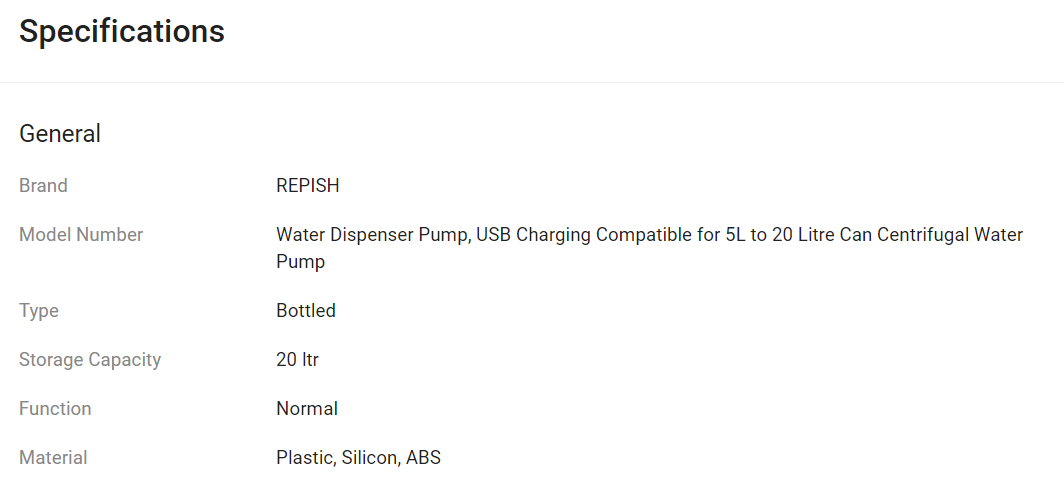 Specifications
General
Brand REPISH
Model Number Water Dispenser Pump, USB Charging Compatible for 5L to 20 Litre Can Centrifugal Water
Pump
Type Bottled
Storage Capacity 20 ltr
Function Normal
Material Plastic, Silicon, ABS